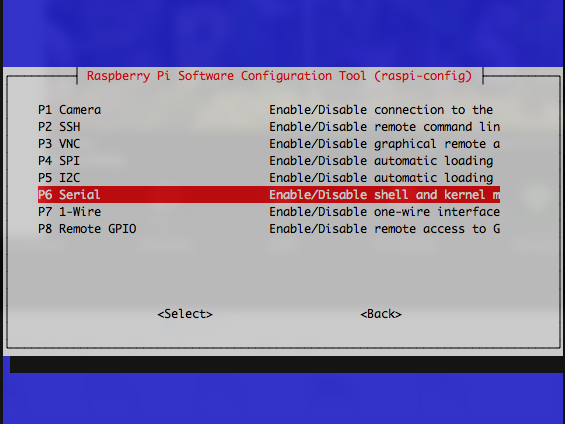 Raspberry Pi Software Configuration Tool (raspi-config)
P1 Camera Enable/Disable connection to the
P2 SSH Enable/Disable remote command lin
P3 VNC Enable/Disable graphical remote a
P4 SPI Enable/Disable automatic loading
P5 I2C Enable/Disable automatic loading
P6 Serial Enable/Disable shell and kernel m
P7 1-Wire Enable/Disable one-wire interface
P8 Remote GPIO Enable/Disable remote access to G
<Select> <Back>